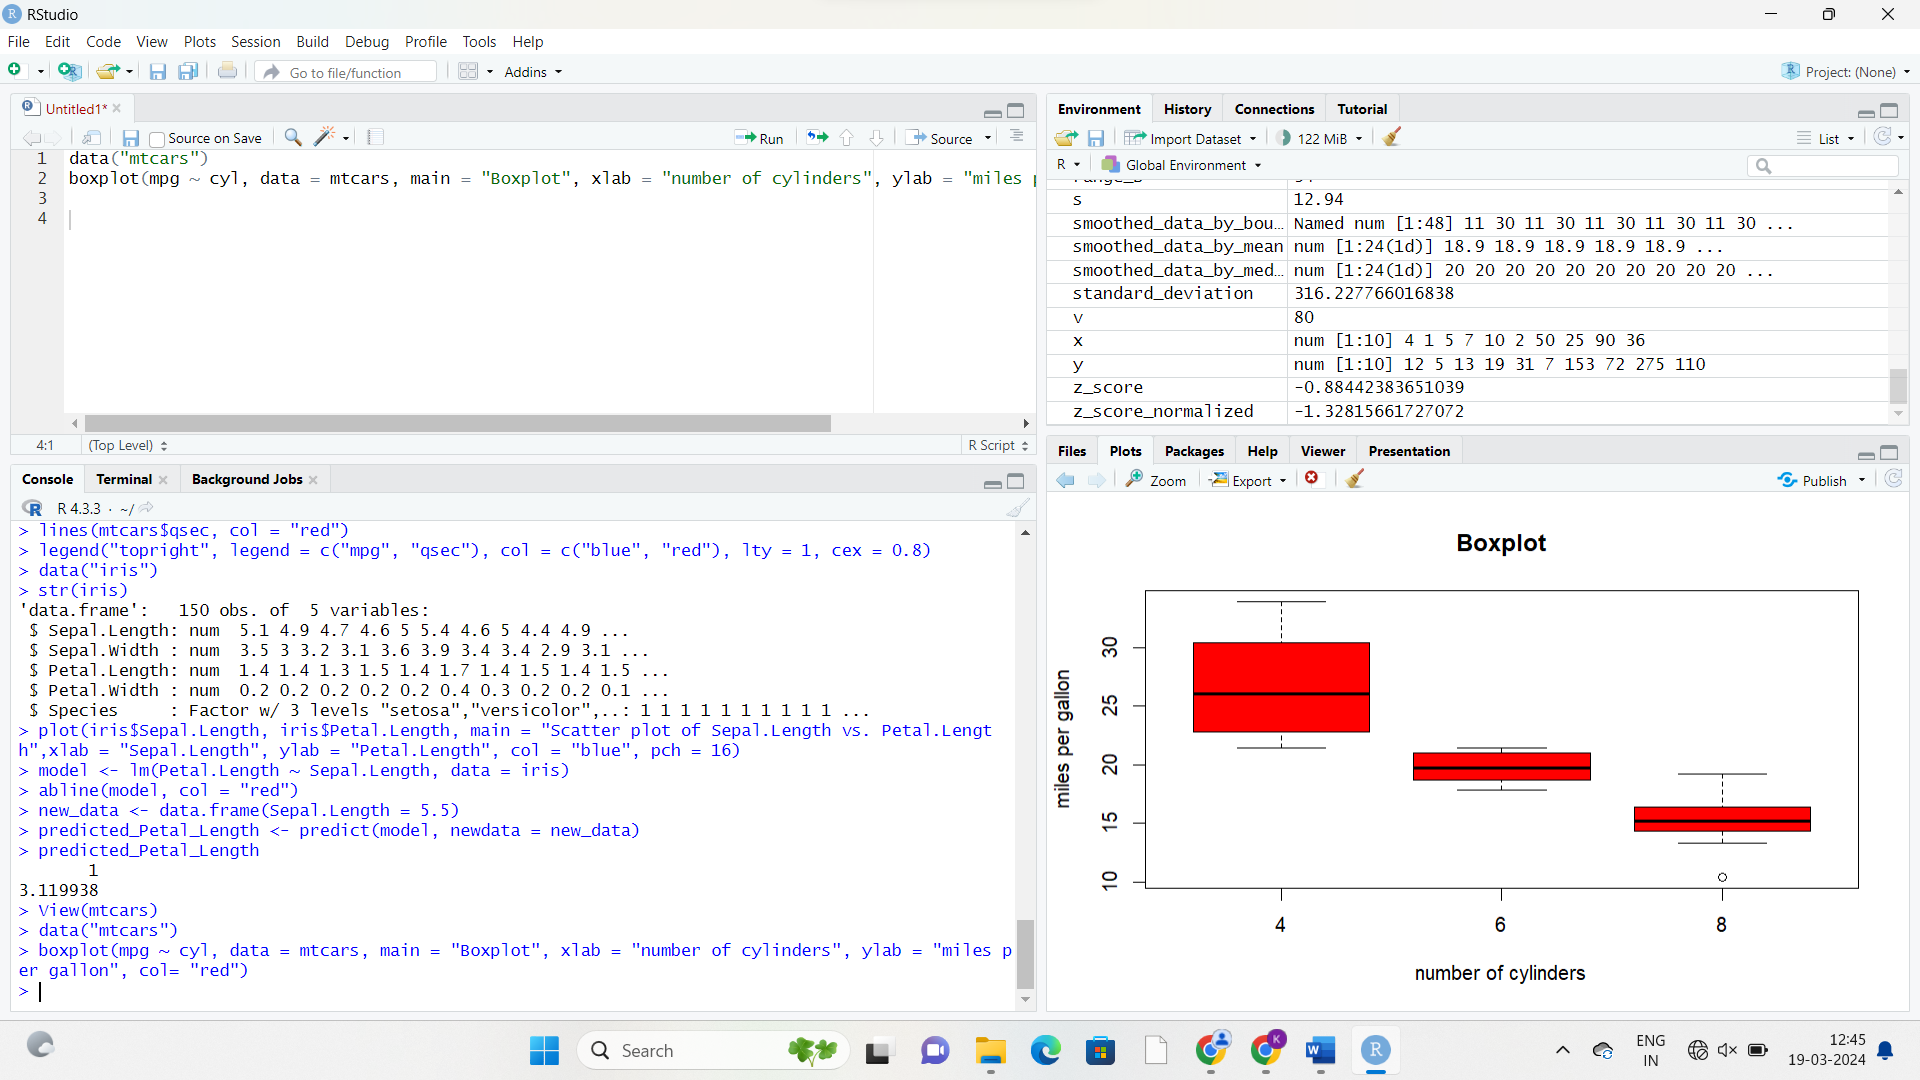 RStudio
File Edit Code View Plots Session Build Debug Profile Tools Help
Go to file/function Addins Project: (None)
Untitled1*
Source on Save Run Source
1 data("mtcars")
2 boxplot(mpg ~ cyl, data = mtcars, main = "Boxplot", xlab = "number of cylinders", ylab = "miles
3
4
4:1 (Top Level) R Script
Console Terminal Background Jobs
R 4.3.3 · ~/
> lines(mtcars$qsec, col = "red")
> legend("topright", legend = c("mpg", "qsec"), col = c("blue", "red"), lty = 1, cex = 0.8)
> data("iris")
> str(iris)
'data.frame': 150 obs. of 5 variables:
$ Sepal.Length: num 5.1 4.9 4.7 4.6 5 5.4 4.6 5 4.4 4.9 ...
$ Sepal.Width : num 3.5 3 3.2 3.1 3.6 3.9 3.4 3.4 2.9 3.1 ...
$ Petal.Length: num 1.4 1.4 1.3 1.5 1.4 1.7 1.4 1.5 1.4 1.5 ...
$ Petal.Width : num 0.2 0.2 0.2 0.2 0.2 0.4 0.3 0.2 0.2 0.1 ...
$ Species : Factor w/ 3 levels "setosa","versicolor",..: 1 1 1 1 1 1 1 1 1 1 ...
> plot(iris$Sepal.Length, iris$Petal.Length, main = "Scatter plot of Sepal.Length vs. Petal.Lengt
h",xlab = "Sepal.Length", ylab = "Petal.Length", col = "blue", pch = 16)
> model <- lm(Petal.Length ~ Sepal.Length, data = iris)
> abline(model, col = "red")
> new_data <- data.frame(Sepal.Length = 5.5)
> predicted_Petal_Length <- predict(model, newdata = new_data)
> predicted_Petal_Length
1
3.119938
> View(mtcars)
> data("mtcars")
> boxplot(mpg ~ cyl, data = mtcars, main = "Boxplot", xlab = "number of cylinders", ylab = "miles p
er gallon", col= "red")
>
Environment History Connections Tutorial
Import Dataset 122 MiB List
R Global Environment
s 12.94
smoothed_data_by_bou… Named num [1:48] 11 30 11 30 11 30 11 30 11 30 ...
smoothed_data_by_mean num [1:24(1d)] 18.9 18.9 18.9 18.9 18.9 ...
smoothed_data_by_med… num [1:24(1d)] 20 20 20 20 20 20 20 20 20 20 ...
standard_deviation 316.227766016838
v 80
x num [1:10] 4 1 5 7 10 2 50 25 90 36
y num [1:10] 12 5 13 19 31 7 153 72 275 110
z_score -0.88442383651039
z_score_normalized -1.32815661727072
Files Plots Packages Help Viewer Presentation
Zoom Export Publish
Boxplot
miles per gallon
30
25
20
15
10
4 6 8
number of cylinders
Search
ENG
IN
12:45
19-03-2024